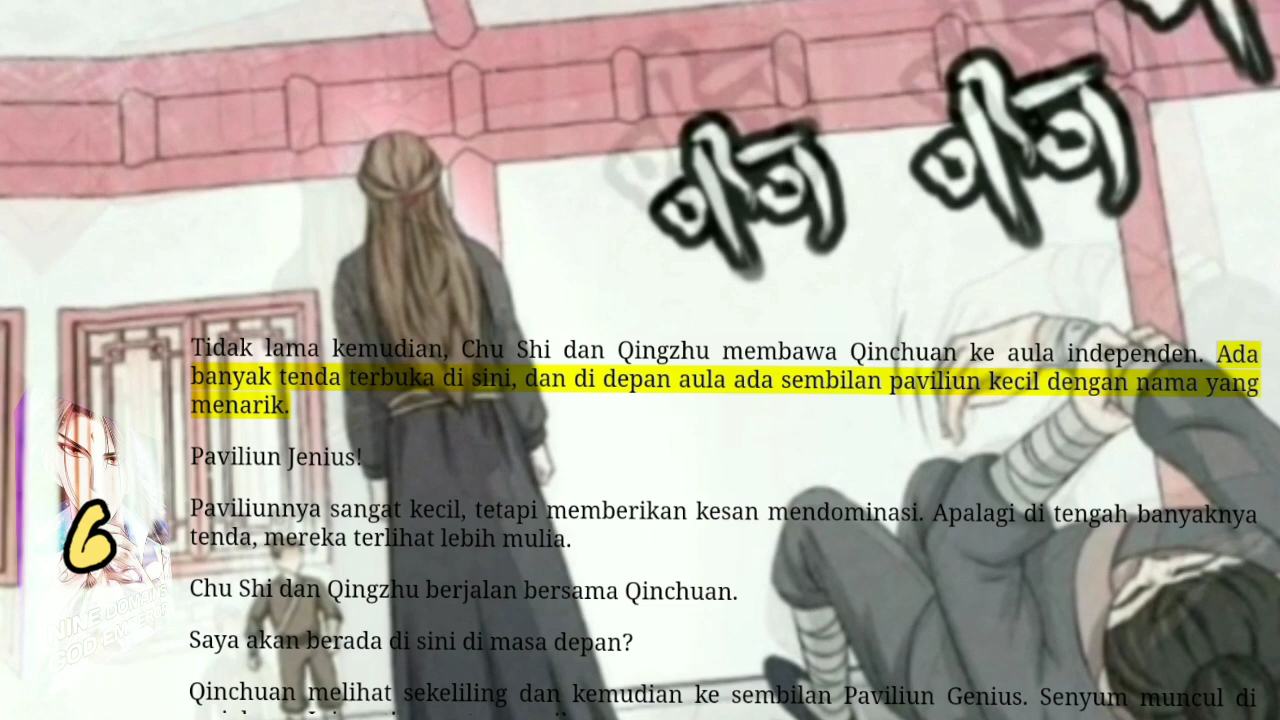 Tidak lama kemudian, Chu Shi dan Qingzhu membawa Qinchuan ke aula independen. Ada
banyak tenda terbuka di sini, dan di depan aula ada sembilan paviliun kecil dengan nama yang
menarik.
Paviliun Jenius!
Paviliunnya sangat kecil, tetapi memberikan kesan mendominasi. Apalagi di tengah banyaknya
tenda, mereka terlihat lebih mulia.
6
NINE DOMAINS
GOD EMPEROR
Chu Shi dan Qingzhu berjalan bersama Qinchuan.
Saya akan berada di sini di masa depan?
Qinchuan melihat sekeliling dan kemudian ke sembilan Paviliun Genius. Senyum muncul di